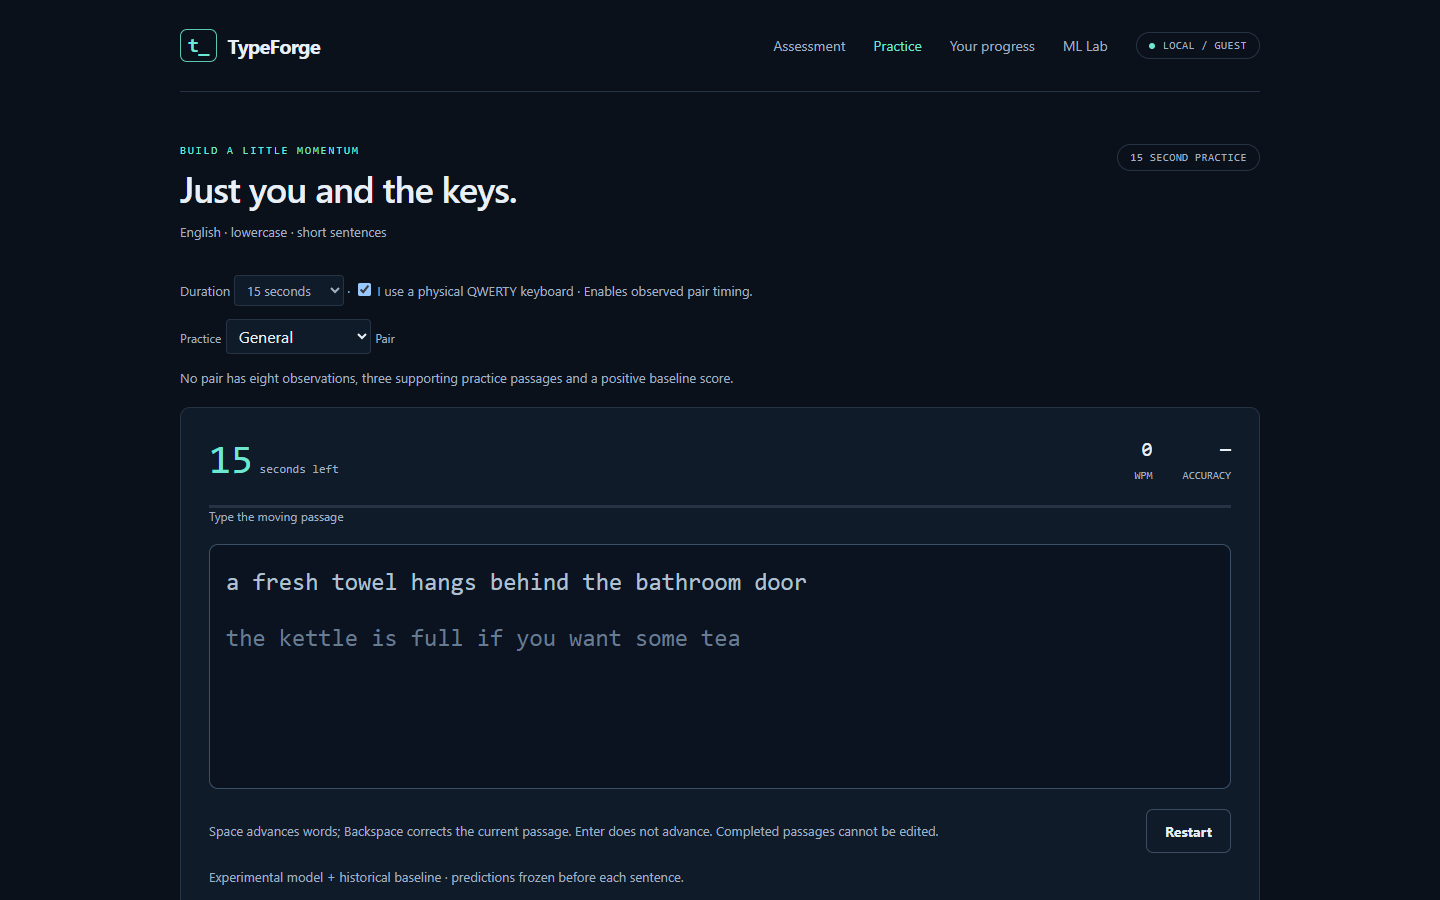 t_ TypeForge
Assessment Practice Your progress ML Lab LOCAL / GUEST
BUILD A LITTLE MOMENTUM
15 SECOND PRACTICE
Just you and the keys.
English · lowercase · short sentences
Duration 15 seconds · I use a physical QWERTY keyboard · Enables observed pair timing.
Practice General Pair
No pair has eight observations, three supporting practice passages and a positive baseline score.
15 seconds left
0 WPM
— ACCURACY
Type the moving passage
a fresh towel hangs behind the bathroom door
the kettle is full if you want some tea
Space advances words; Backspace corrects the current passage. Enter does not advance. Completed passages cannot be edited.
Restart
Experimental model + historical baseline · predictions frozen before each sentence.